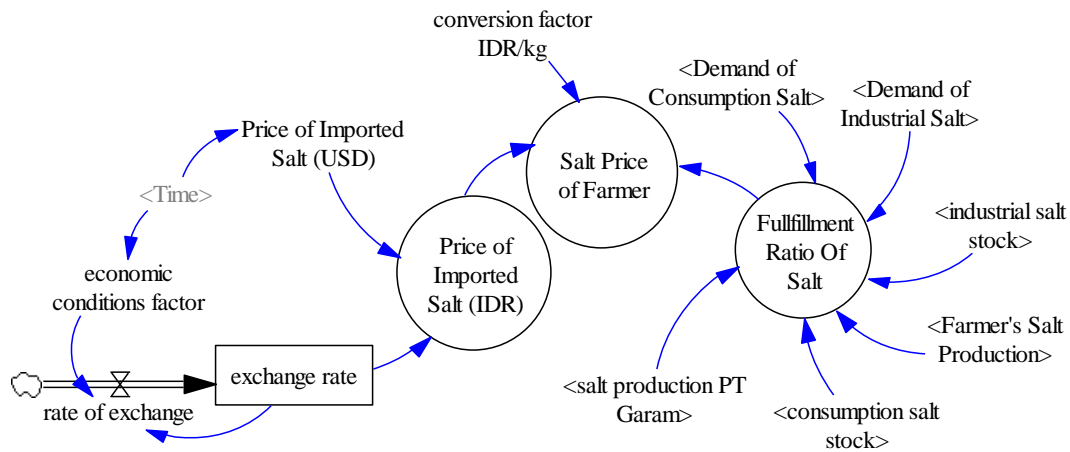 conversion factor
IDR/kg
<Demand of
Consumption Salt>
<Demand of
Industrial Salt>
Price of Imported
Salt (USD)
Salt Price
of Farmer
<Time>
Fullfillment
Ratio Of
Salt
<industrial salt
stock>
Price of
Imported
Salt (IDR)
economic
conditions factor
<Farmer's Salt
Production>
exchange rate
<salt production PT
Garam>
rate of exchange
<consumption salt
stock>